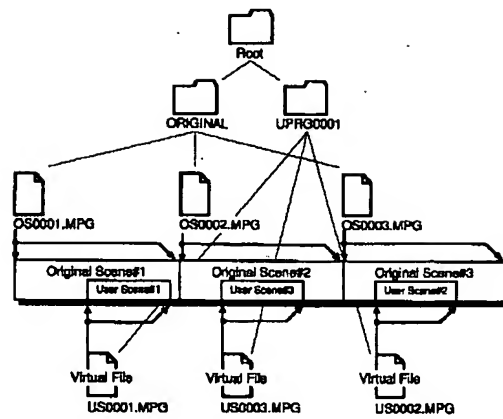 Root
ORIGINAL UPRG0001
OS0001.MPG OS0002.MPG OS0003.MPG
Original Scene#1 Original Scene#2 Original Scene#3
User Scene#1 User Scene#3 User Scene#2
Virtual File Virtual File Virtual File
US0001.MPG US0003.MPG US0002.MPG